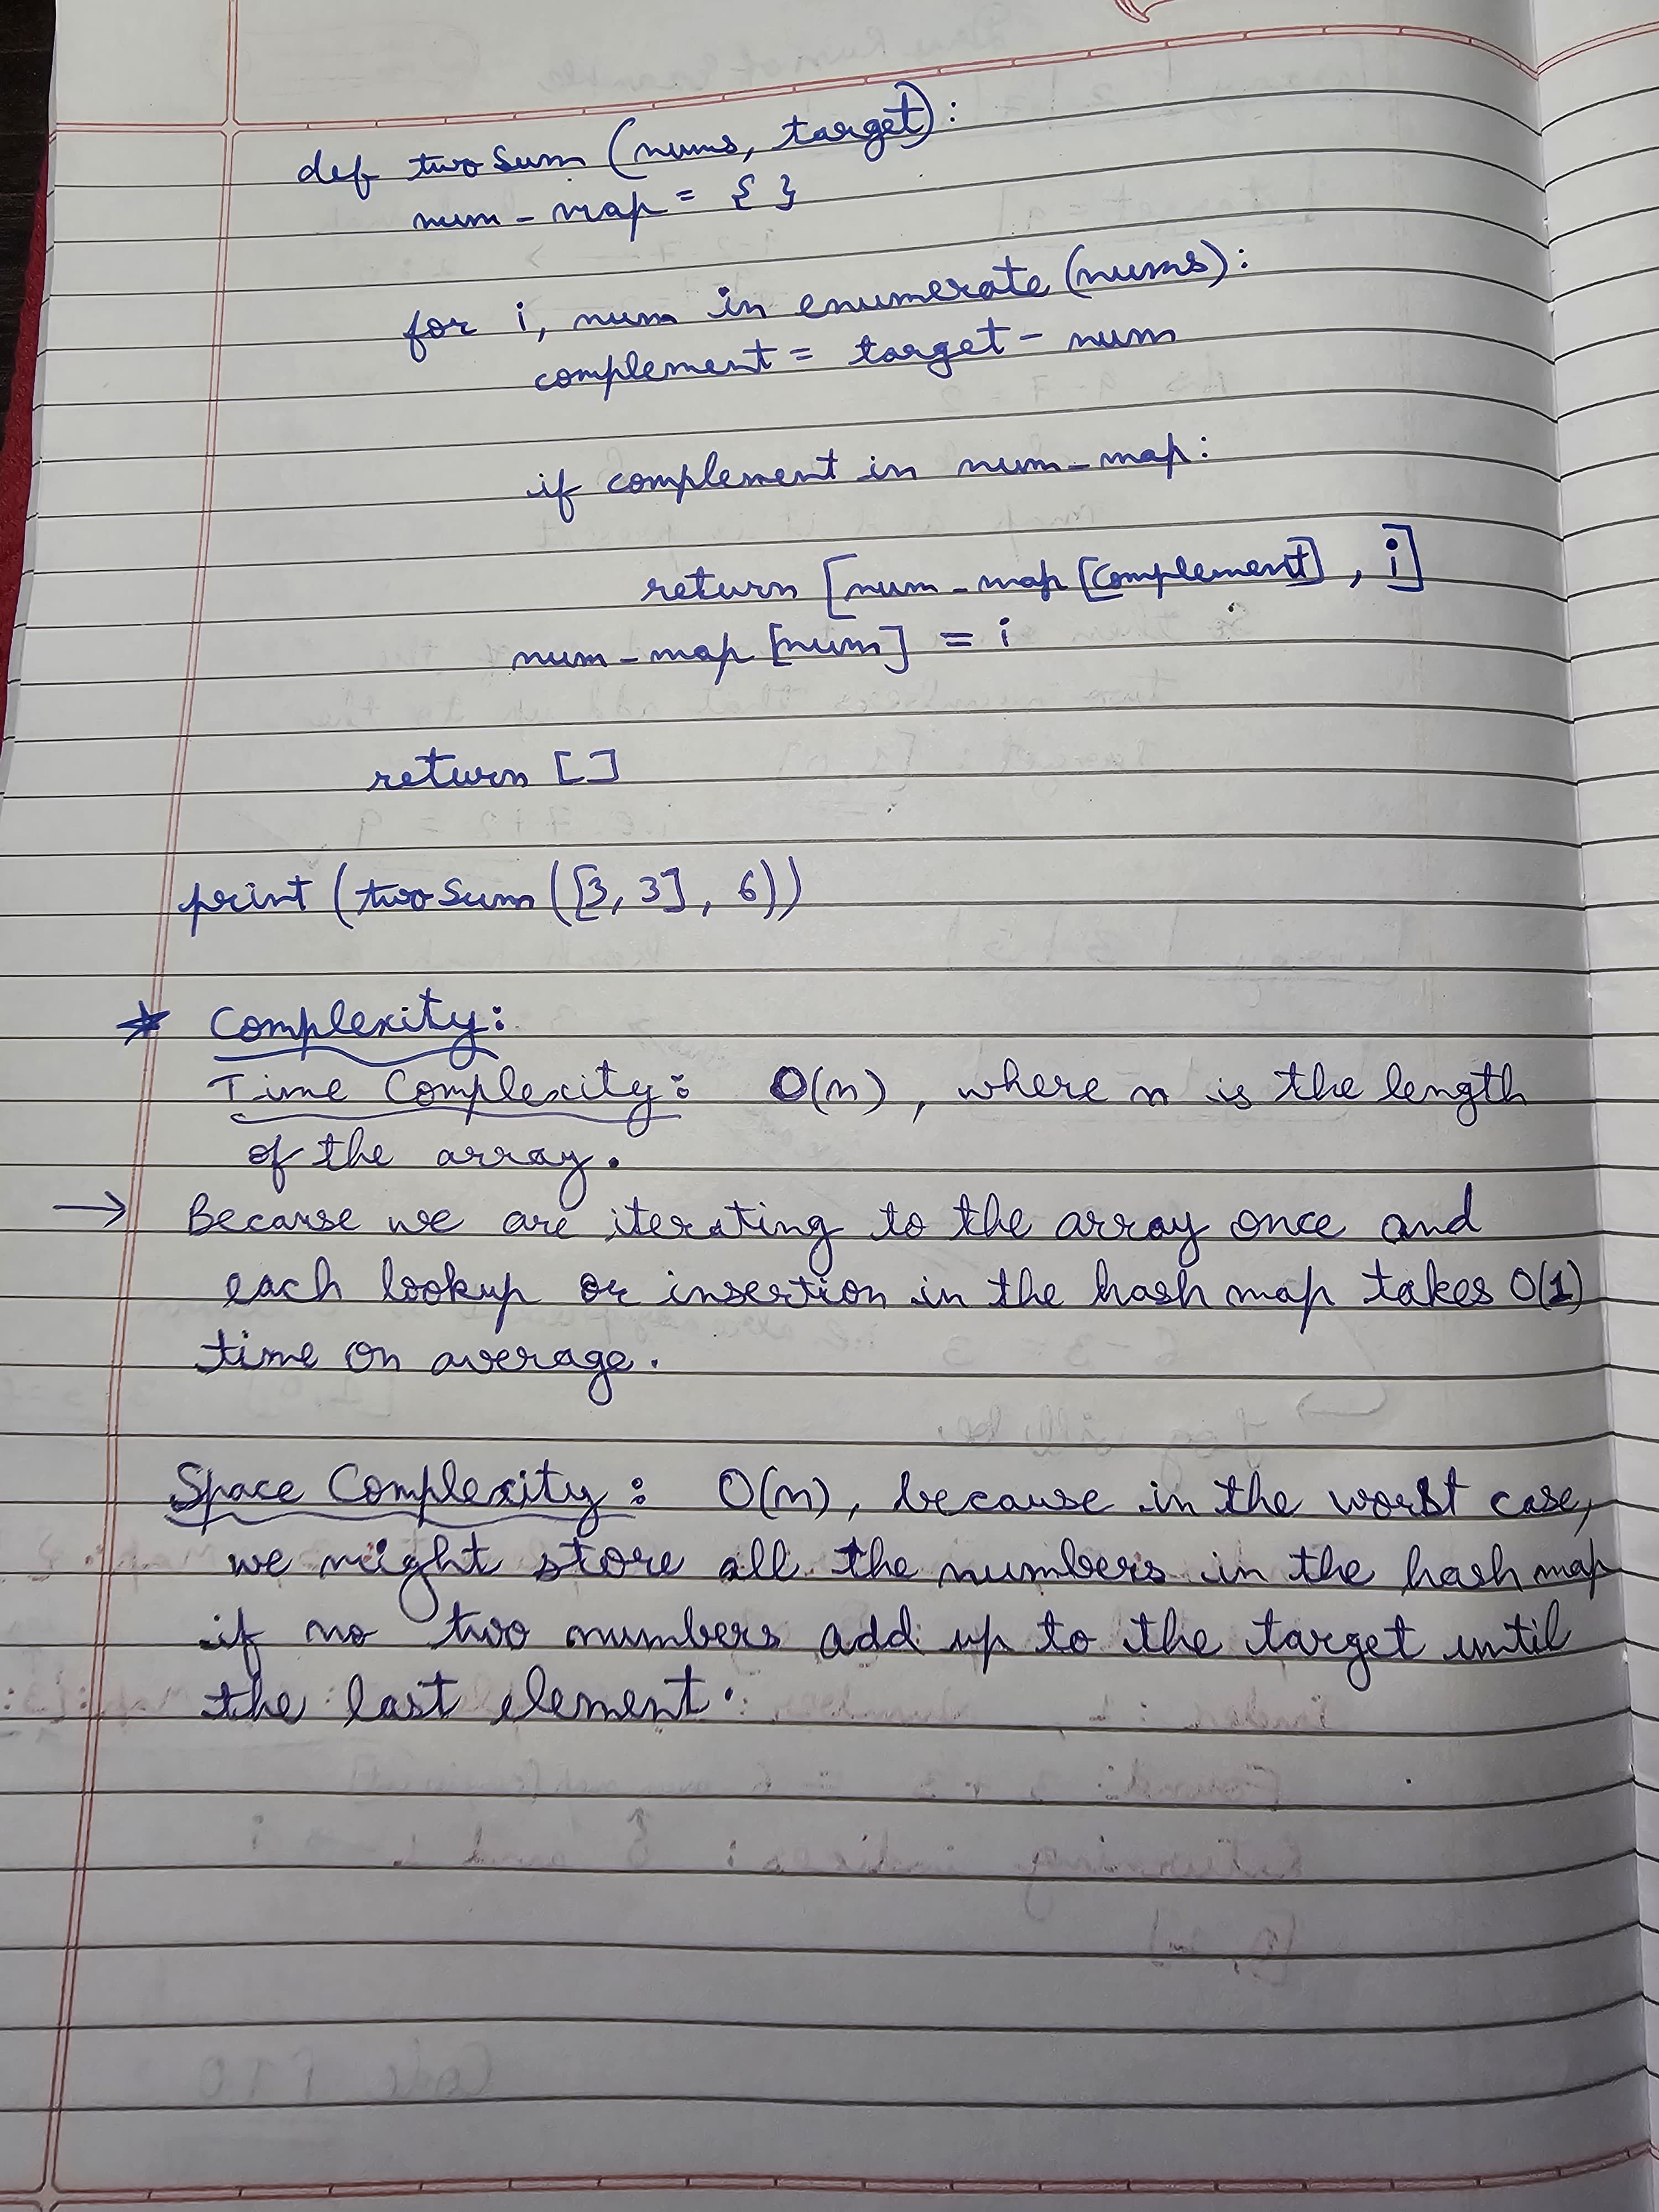 def twoSum (nums, target):
num_map = { }
for i, num in enumerate (nums):
complement = target - num
if complement in num_map:
return [num_map [complement], i]
num_map [num] = i
return []
print (twoSum ([3, 3], 6))
★ Complexity:
Time Complexity: O(n), where n is the length
of the array.
→ Because we are iterating to the array once and
each lookup or insertion in the hash map takes O(1)
time on average.
Space Complexity: O(n), because in the worst case,
we might store all the numbers in the hash map
if no two numbers add up to the target until
the last element.